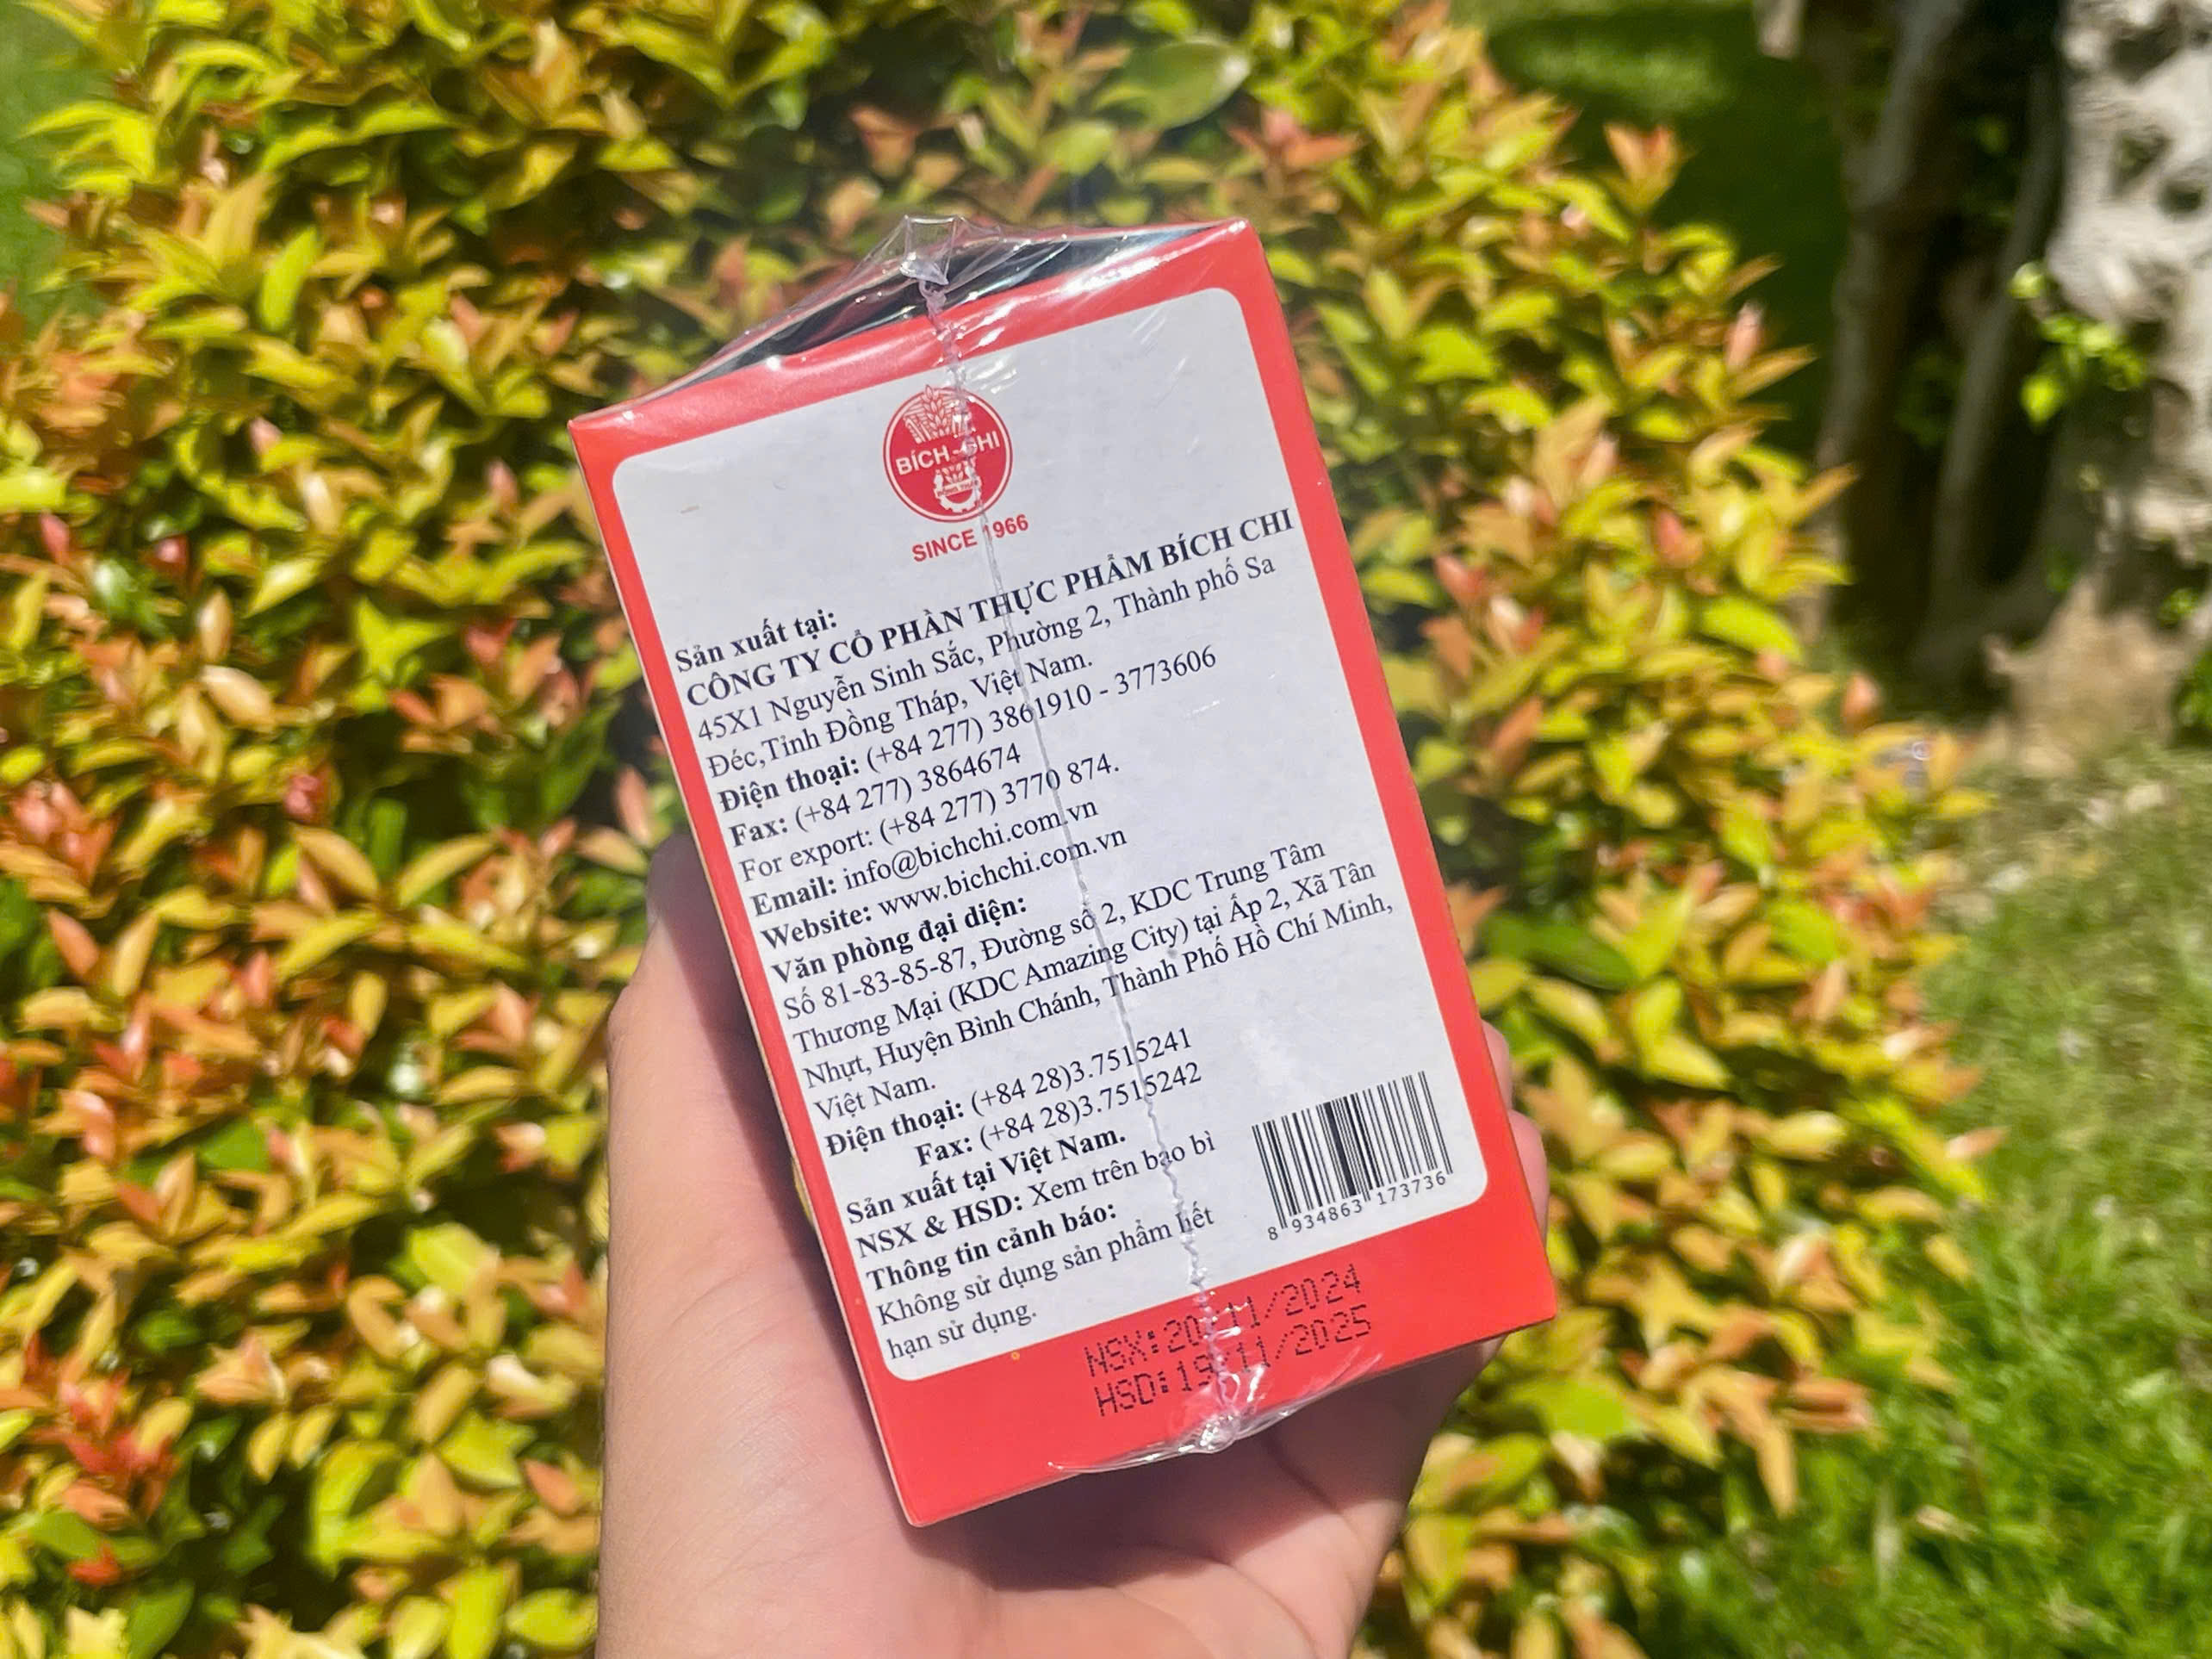 BÍCH-CHI
ĐỒNG THÁP
SINCE 1966
Sản xuất tại:
CÔNG TY CỔ PHẦN THỰC PHẨM BÍCH CHI
45X1 Nguyễn Sinh Sắc, Phường 2, Thành phố Sa
Đéc,Tỉnh Đồng Tháp, Việt Nam.
Điện thoại: (+84 277) 3861910 - 3773606
Fax: (+84 277) 3864674
For export: (+84 277) 3770 874.
Email: info@bichchi.com.vn
Website: www.bichchi.com.vn
Văn phòng đại diện:
Số 81-83-85-87, Đường số 2, KDC Trung Tâm
Thương Mại (KDC Amazing City) tại Ấp 2, Xã Tân
Nhựt, Huyện Bình Chánh, Thành Phố Hồ Chí Minh,
Việt Nam.
Điện thoại: (+84 28)3.7515241
Fax: (+84 28)3.7515242
Sản xuất tại Việt Nam.
NSX & HSD: Xem trên bao bì
Thông tin cảnh báo:
Không sử dụng sản phẩm hết
hạn sử dụng.
8 934863 173736
NSX:20/11/2024
HSD:19/11/2025